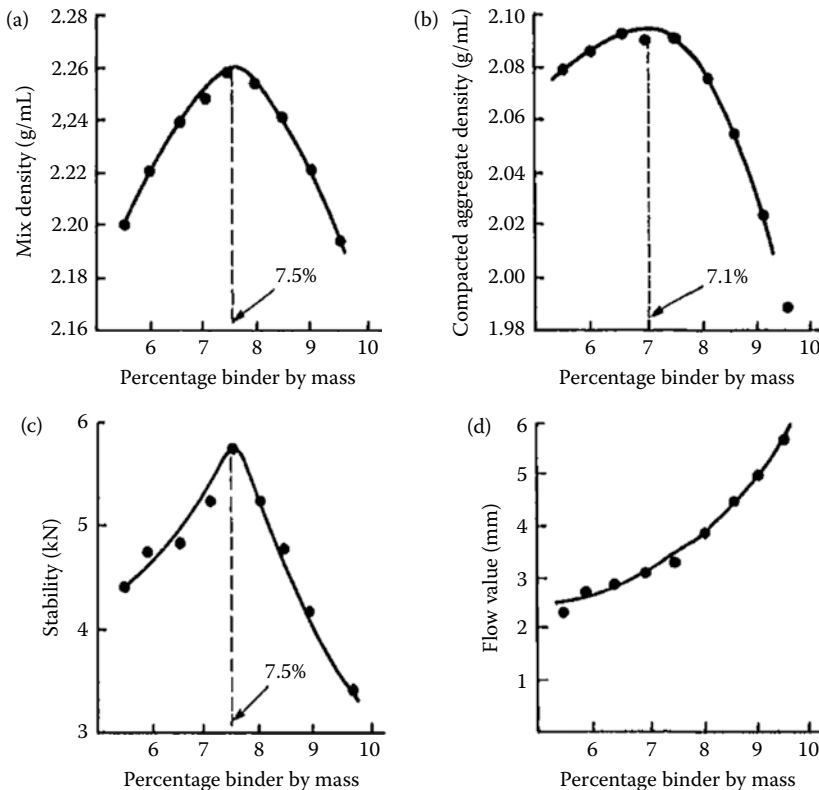 (a)
Mix density (g/mL)
2.28
2.26
2,24
2.22
2.20
2.18
2.16
7.5%
6 7 8 9 10
Percentage binder by mass
(b)
Compacted aggregate density (g/mL)
2.10
2.08
2.06
2.04
2.02
2.00
1.98
7.1%
6 7 8 9 10
Percentage binder by mass
(c)
Stability (kN)
6
5
4
3
7.5%
6 7 8 9 10
Percentage binder by mass
(d)
Flow value (mm)
6
5
4
3
2
1
6 7 8 9 10
Percentage binder by mass